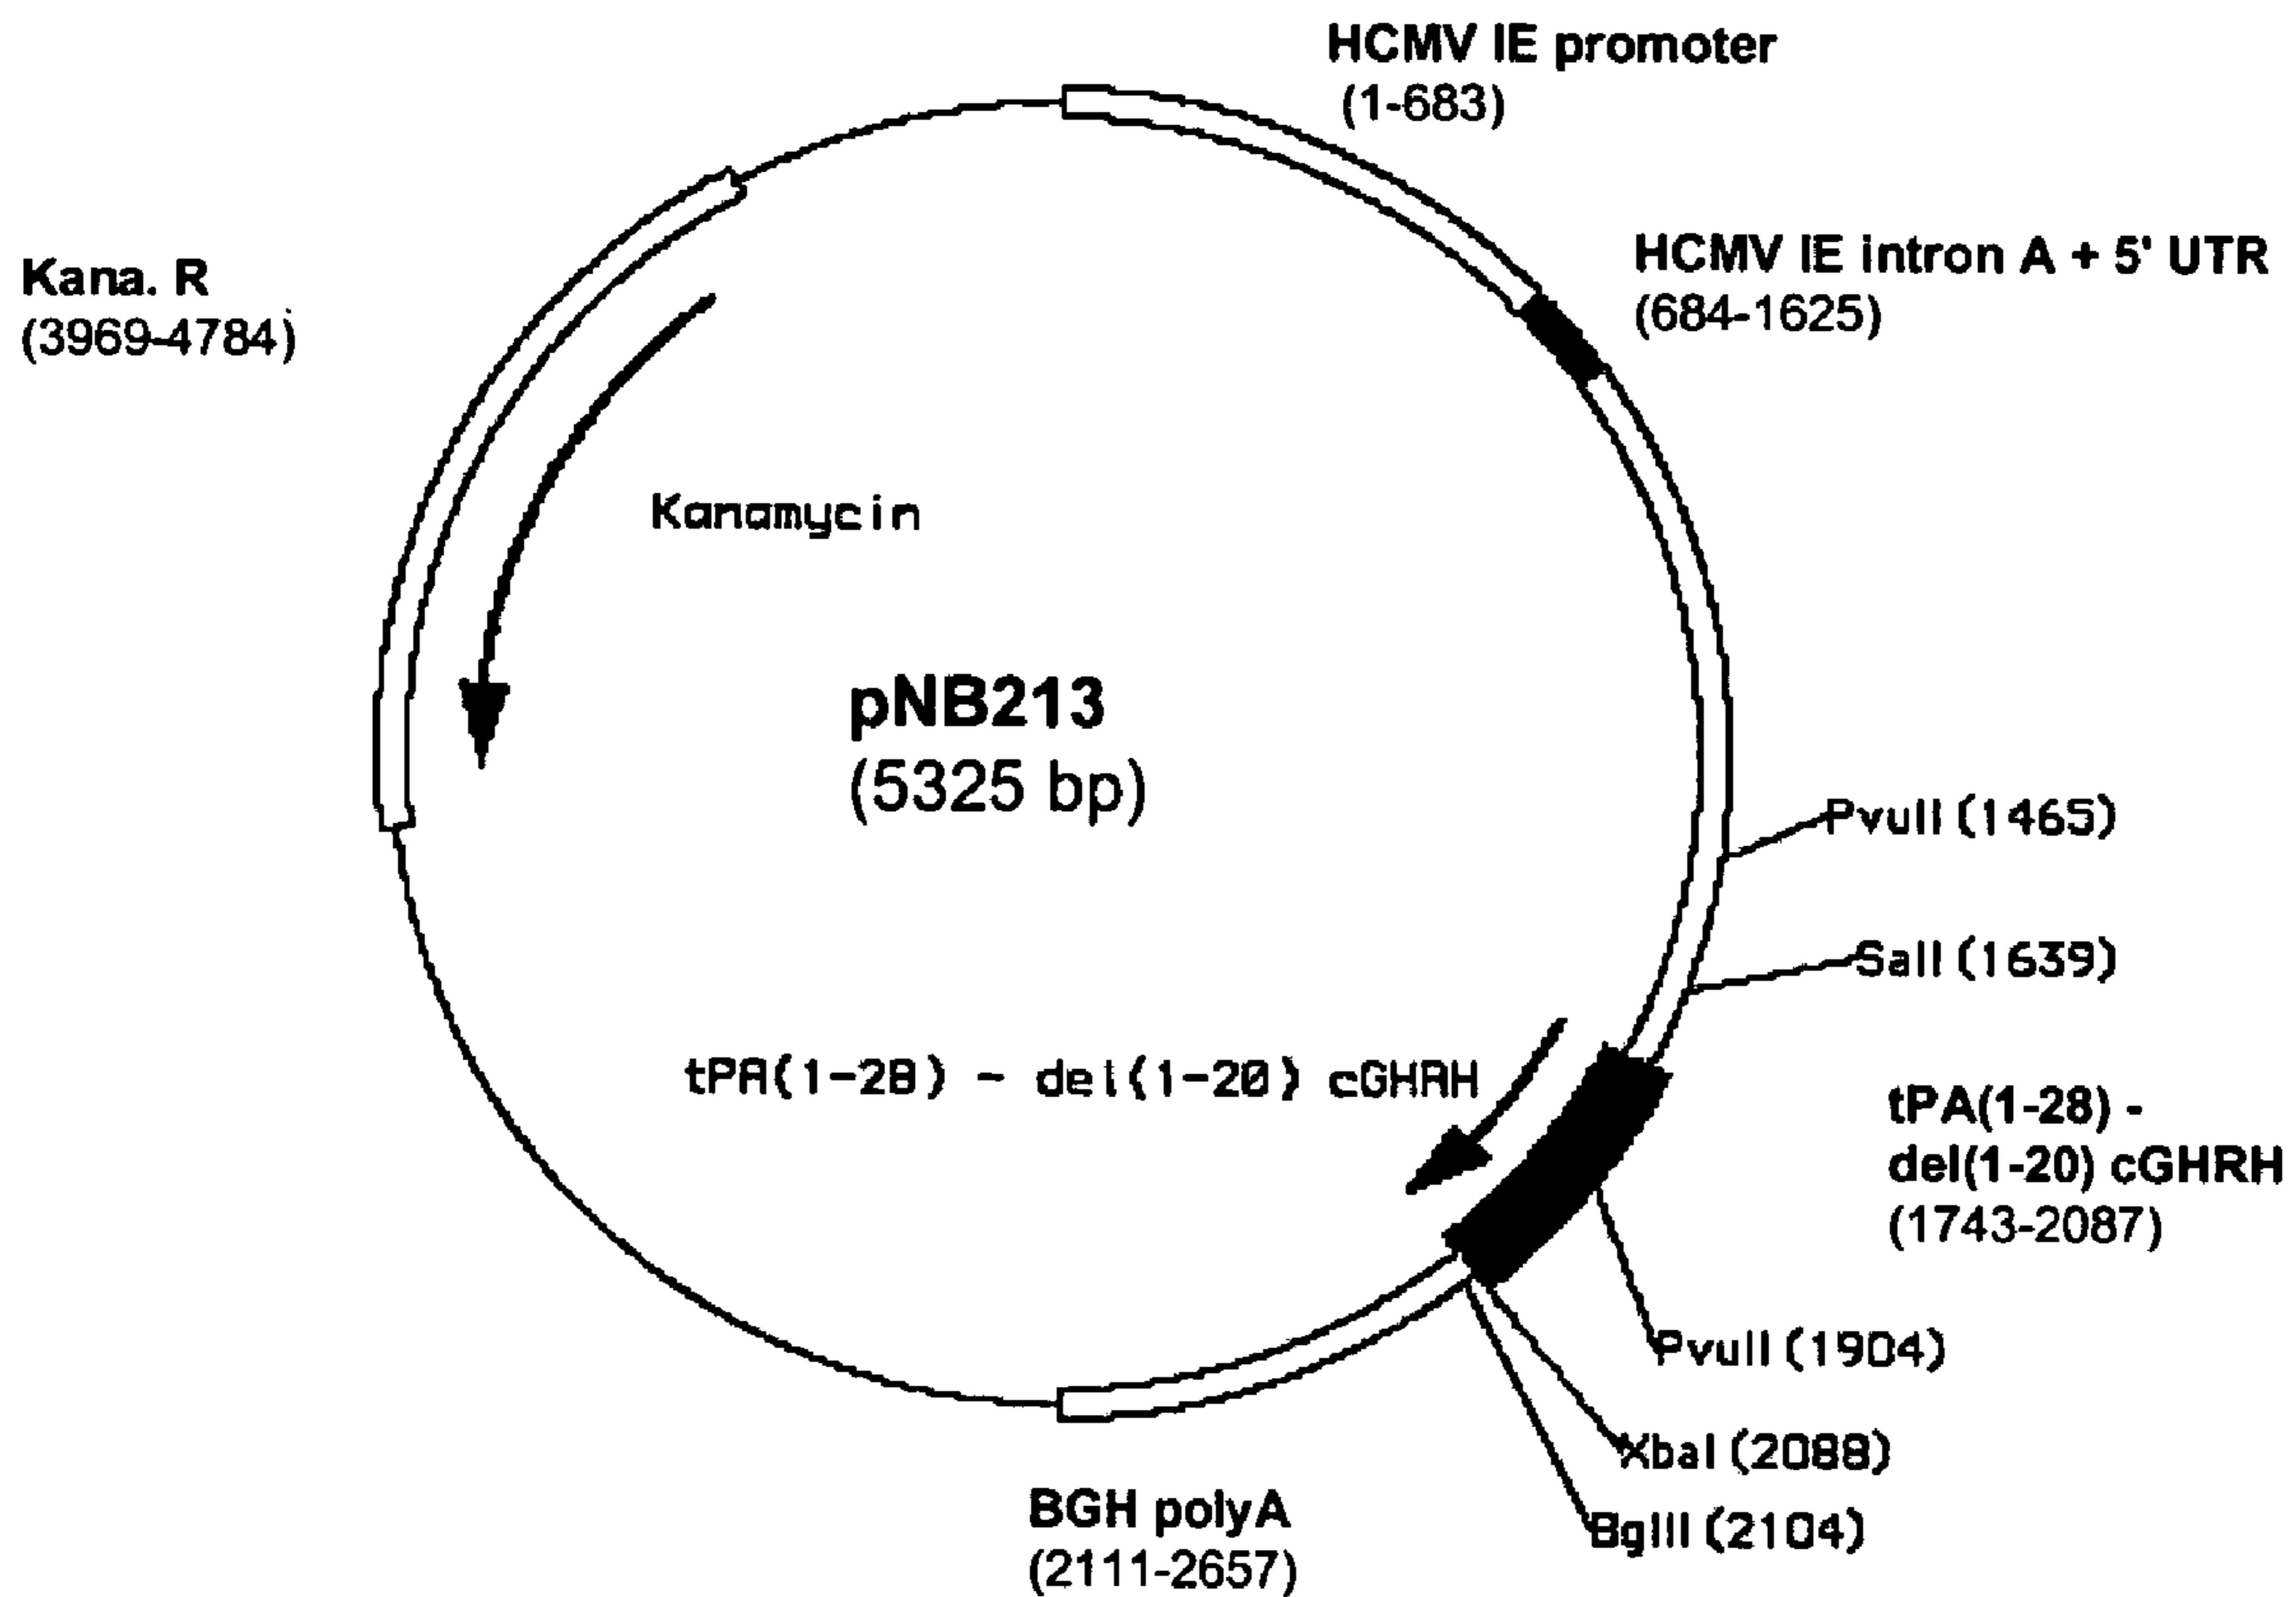 HCMV IE promoter
(1-683)
HCMV IE intron A + 5' UTR
(684-1625)
Kana. R
(3969-4784)
Kanamycin
pNB213
(5325 bp)
PvuII (1465)
SalI (1639)
tPA(1-28) - del(1-20) cGHRH
tPA(1-28) -
del(1-20) cGHRH
(1743-2087)
PvuII (1904)
XbaI (2088)
BglII (2104)
BGH polyA
(2111-2657)